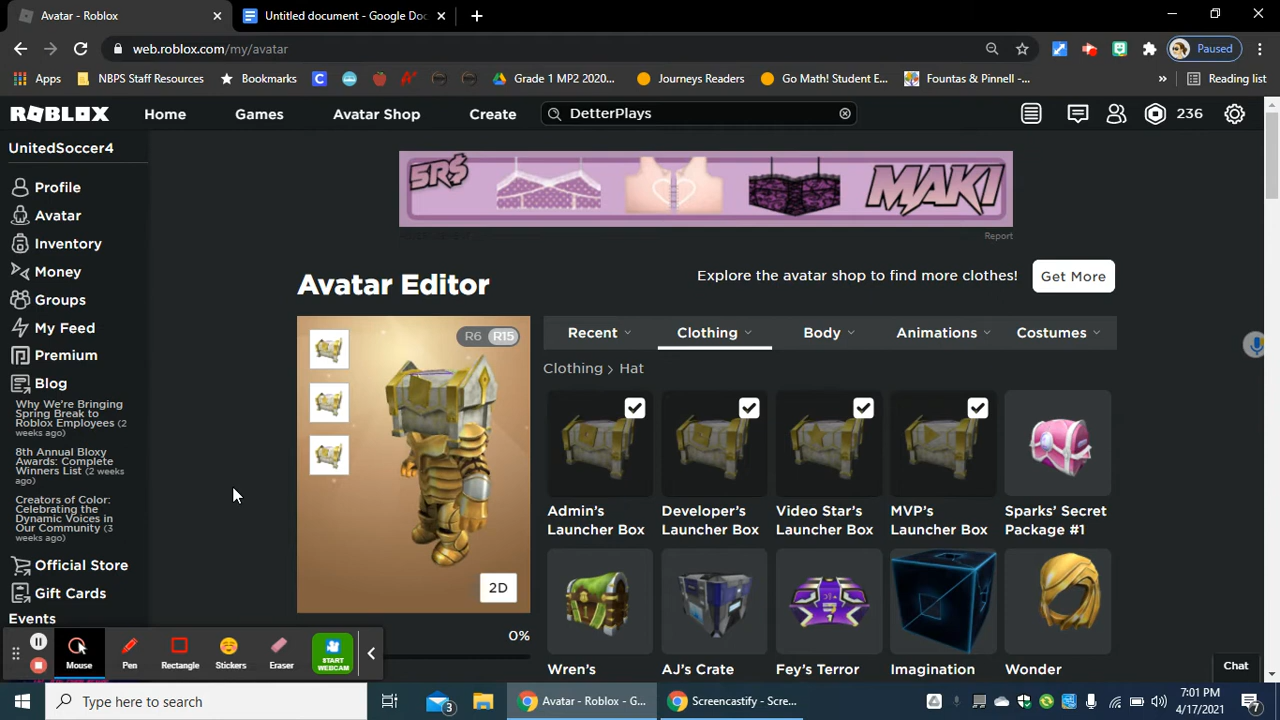 Avatar - Roblox
Untitled document - Google Doc
web.roblox.com/my/avatar
Paused
Apps
NBPS Staff Resources
Bookmarks
Grade 1 MP2 2020...
Journeys Readers
Go Math! Student E...
Fountas & Pinnell -...
»
Reading list
ROBLOX
Home
Games
Avatar Shop
Create
DetterPlays
236
UnitedSoccer4
Profile
Avatar
Inventory
Money
Groups
My Feed
Premium
Blog
Why We're Bringing
Spring Break to
Roblox Employees (2
weeks ago)
8th Annual Bloxy
Awards: Complete
Winners List (2 weeks
ago)
Creators of Color:
Celebrating the
Dynamic Voices in
Our Community (3
weeks ago)
Official Store
Gift Cards
Events
5R$
MAKI
Report
Avatar Editor
Explore the avatar shop to find more clothes!
Get More
R6
R15
2D
0%
Recent
Clothing
Body
Animations
Costumes
Clothing > Hat
Admin's
Launcher Box
Developer's
Launcher Box
Video Star's
Launcher Box
MVP's
Launcher Box
Sparks' Secret
Package #1
Wren's
AJ's Crate
Fey's Terror
Imagination
Wonder
Chat
Mouse
Pen
Rectangle
Stickers
Eraser
START
WEBCAM
Type here to search
3
Avatar - Roblox - G...
Screencastify - Scre...
7:01 PM
4/17/2021
7